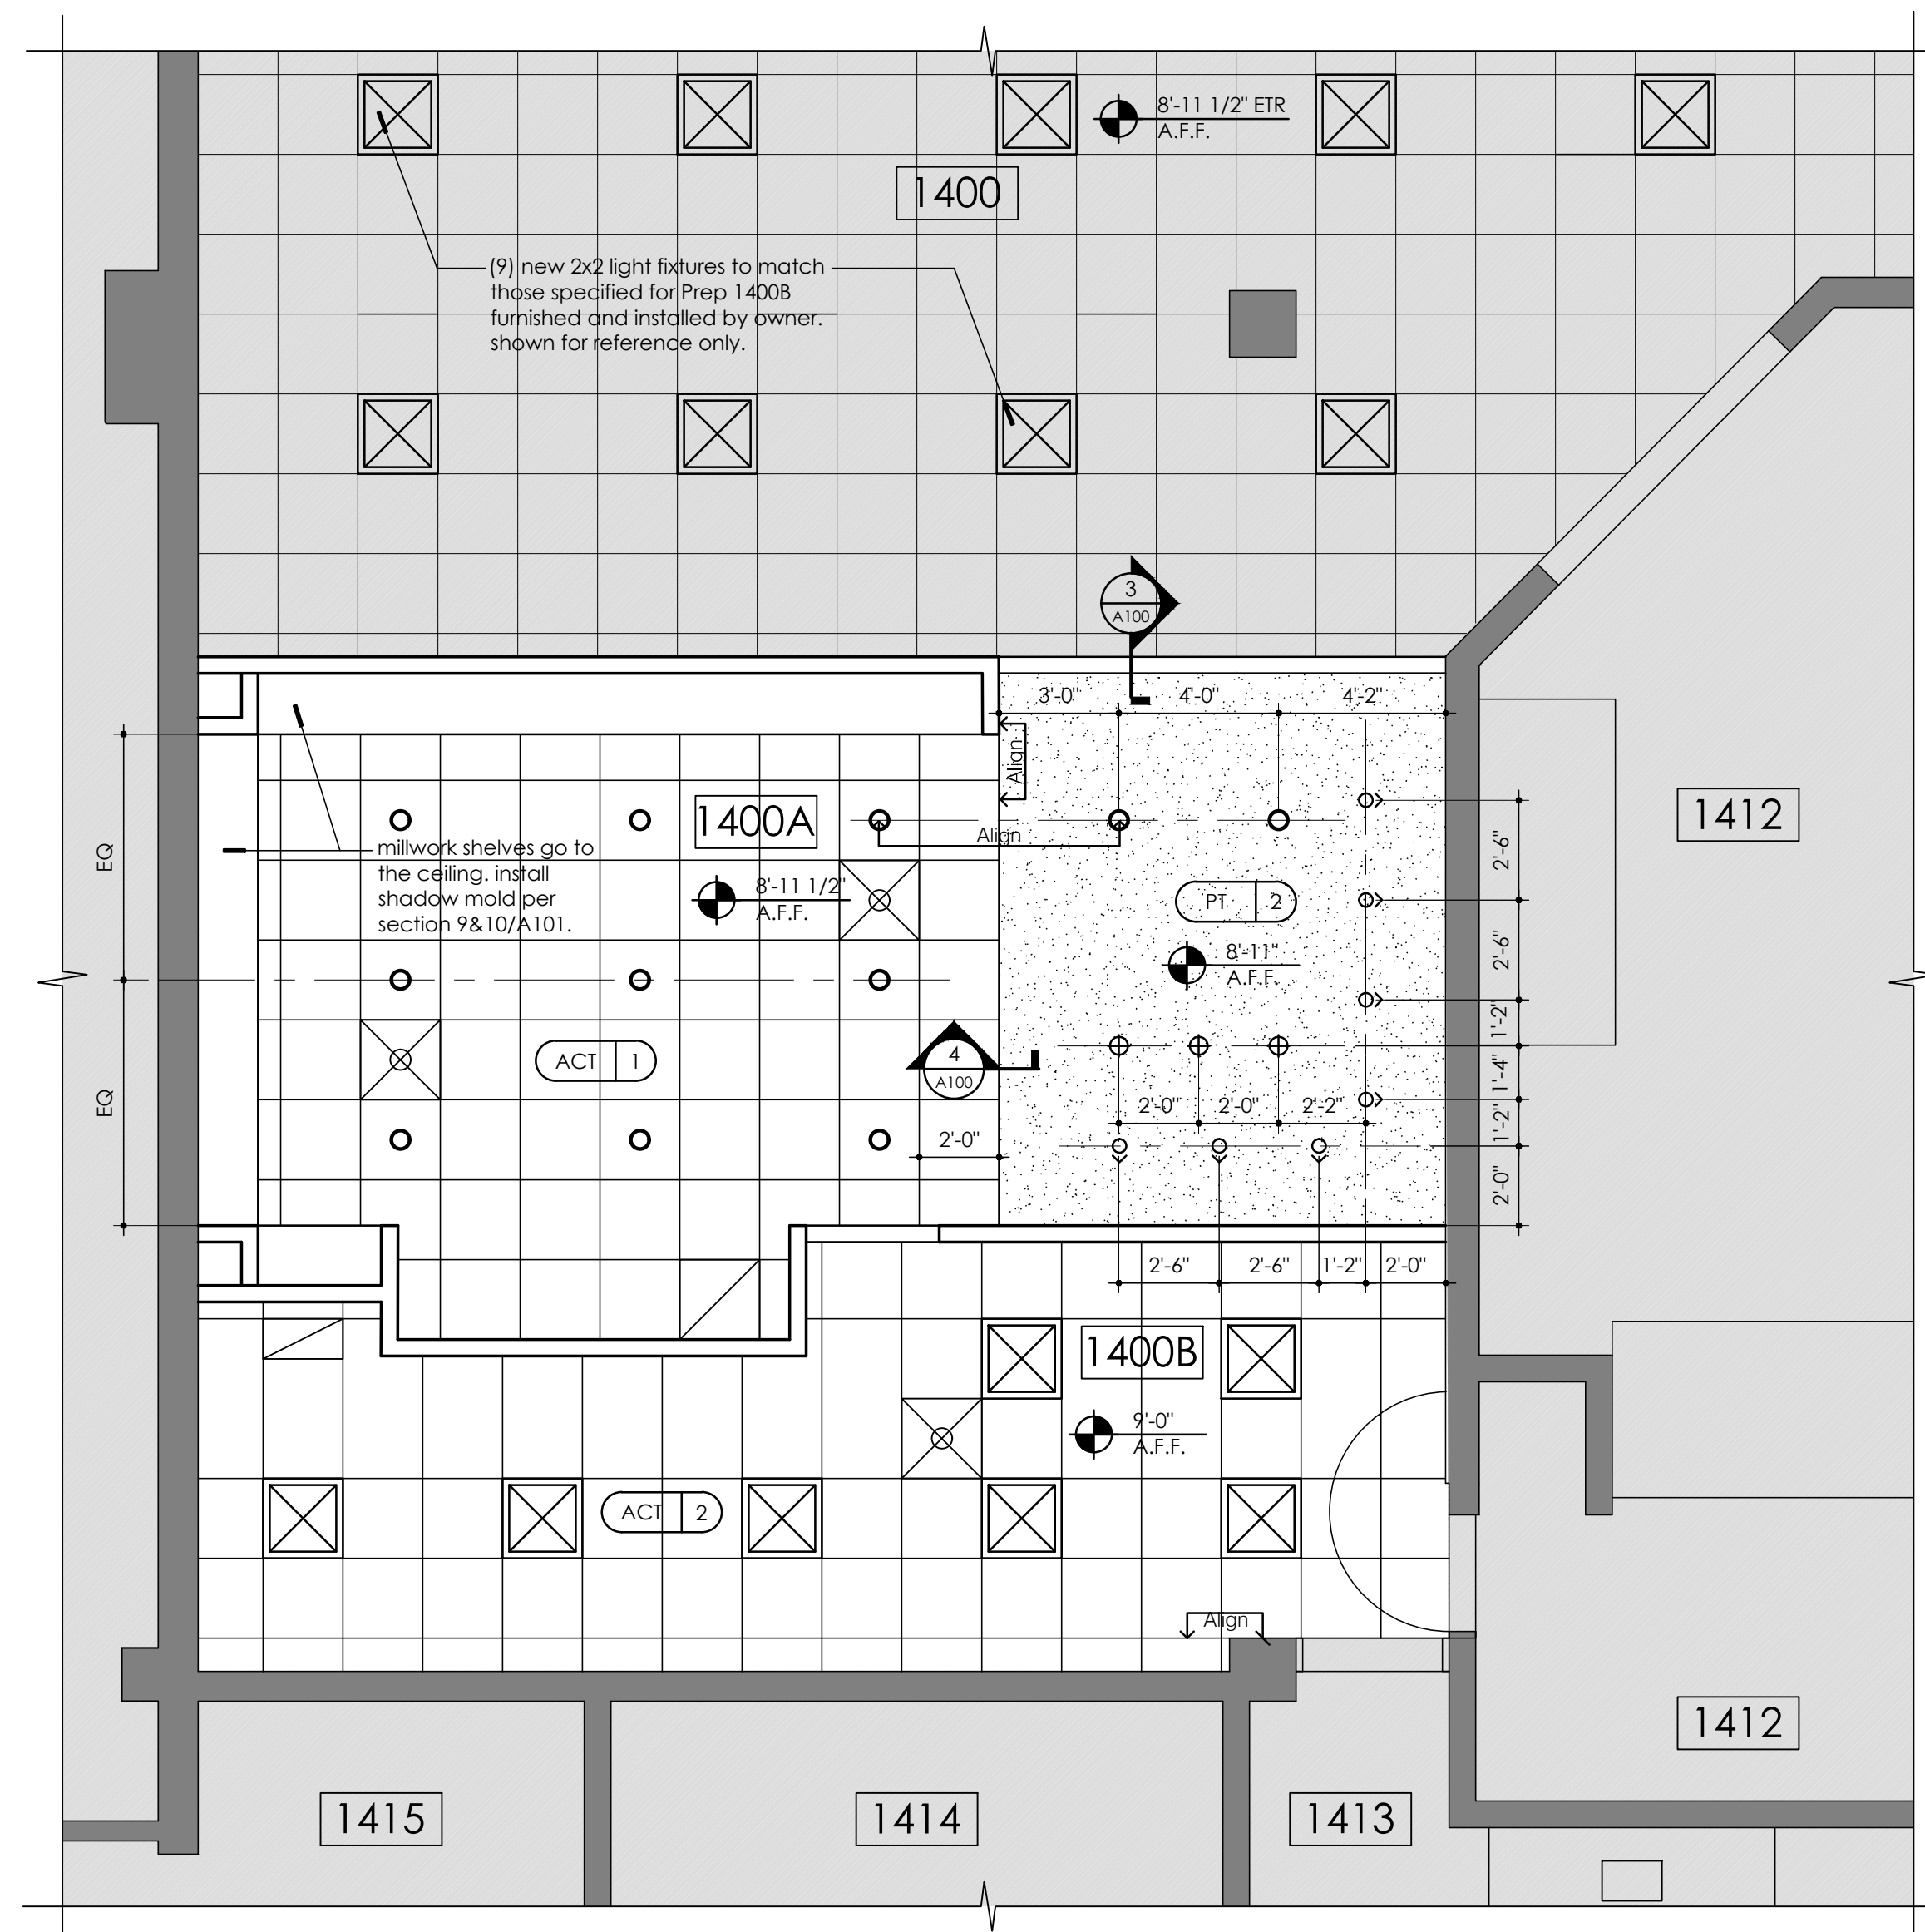 8'-11 1/2" ETR
A.F.F.
1400
(9) new 2x2 light fixtures to match
those specified for Prep 1400B
furnished and installed by owner.
shown for reference only.
3
A100
3'-0"
4'-0"
4'-2"
Align
1400A
Align
1412
EQ
millwork shelves go to
the ceiling. install
shadow mold per
section 9&10/A101.
8'-11 1/2"
A.F.F.
PT 2
8'-11"
A.F.F.
2'-6"
2'-6"
1'-2"
1'-4"
1'-2"
2'-0"
ACT 1
4
A100
EQ
2'-0"
2'-0"
2'-2"
2'-0"
2'-6"
2'-6"
1'-2"
2'-0"
1400B
9'-0"
A.F.F.
ACT 2
Align
1412
1415
1414
1413